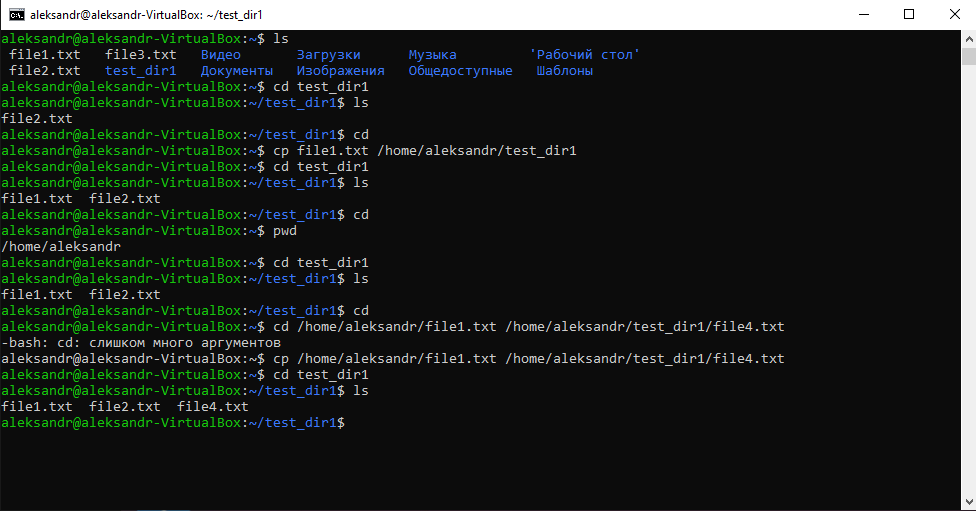 aleksandr@aleksandr-VirtualBox: ~/test_dir1
aleksandr@aleksandr-VirtualBox:~$ ls
file1.txt   file3.txt   Видео       Загрузки      Музыка         'Рабочий стол'
file2.txt   test_dir1   Документы   Изображения   Общедоступные   Шаблоны
aleksandr@aleksandr-VirtualBox:~$ cd test_dir1
aleksandr@aleksandr-VirtualBox:~/test_dir1$ ls
file2.txt
aleksandr@aleksandr-VirtualBox:~/test_dir1$ cd
aleksandr@aleksandr-VirtualBox:~$ cp file1.txt /home/aleksandr/test_dir1
aleksandr@aleksandr-VirtualBox:~$ cd test_dir1
aleksandr@aleksandr-VirtualBox:~/test_dir1$ ls
file1.txt  file2.txt
aleksandr@aleksandr-VirtualBox:~/test_dir1$ cd
aleksandr@aleksandr-VirtualBox:~$ pwd
/home/aleksandr
aleksandr@aleksandr-VirtualBox:~$ cd test_dir1
aleksandr@aleksandr-VirtualBox:~/test_dir1$ ls
file1.txt  file2.txt
aleksandr@aleksandr-VirtualBox:~/test_dir1$ cd
aleksandr@aleksandr-VirtualBox:~$ cd /home/aleksandr/file1.txt /home/aleksandr/test_dir1/file4.txt
-bash: cd: слишком много аргументов
aleksandr@aleksandr-VirtualBox:~$ cp /home/aleksandr/file1.txt /home/aleksandr/test_dir1/file4.txt
aleksandr@aleksandr-VirtualBox:~$ cd test_dir1
aleksandr@aleksandr-VirtualBox:~/test_dir1$ ls
file1.txt  file2.txt  file4.txt
aleksandr@aleksandr-VirtualBox:~/test_dir1$